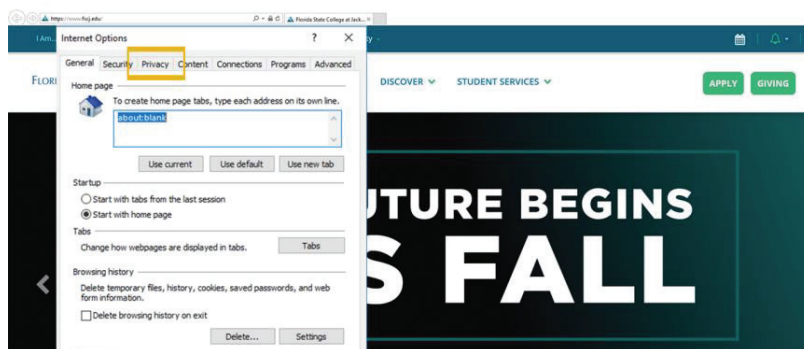 https://www.fscj.edu/
Florida State College at Jack...
I Am...
Internet Options
?
General Security Privacy Content Connections Programs Advanced
DISCOVER
STUDENT SERVICES
APPLY
GIVING
Home page
To create home page tabs, type each address on its own line.
about:blank
Use current
Use default
Use new tab
Startup
Start with tabs from the last session
Start with home page
Tabs
Change how webpages are displayed in tabs.
Tabs
Browsing history
Delete temporary files, history, cookies, saved passwords, and web
form information.
Delete browsing history on exit
Delete...
Settings
UTURE BEGINS
S FALL